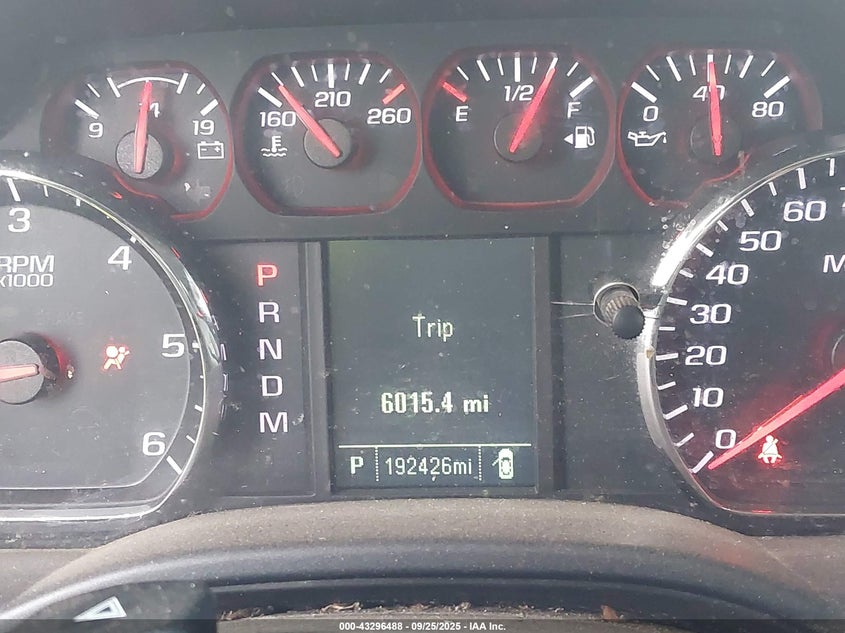 9 14 19
160 210 260
E 1/2 F
0 40 80
3 4 5 6
RPM
X1000
P
R
N
D
M
Trip
6015.4 mi
P 192426mi
0 10 20 30 40 50 60
000-43296488 - 09/25/2025 - IAA Inc.